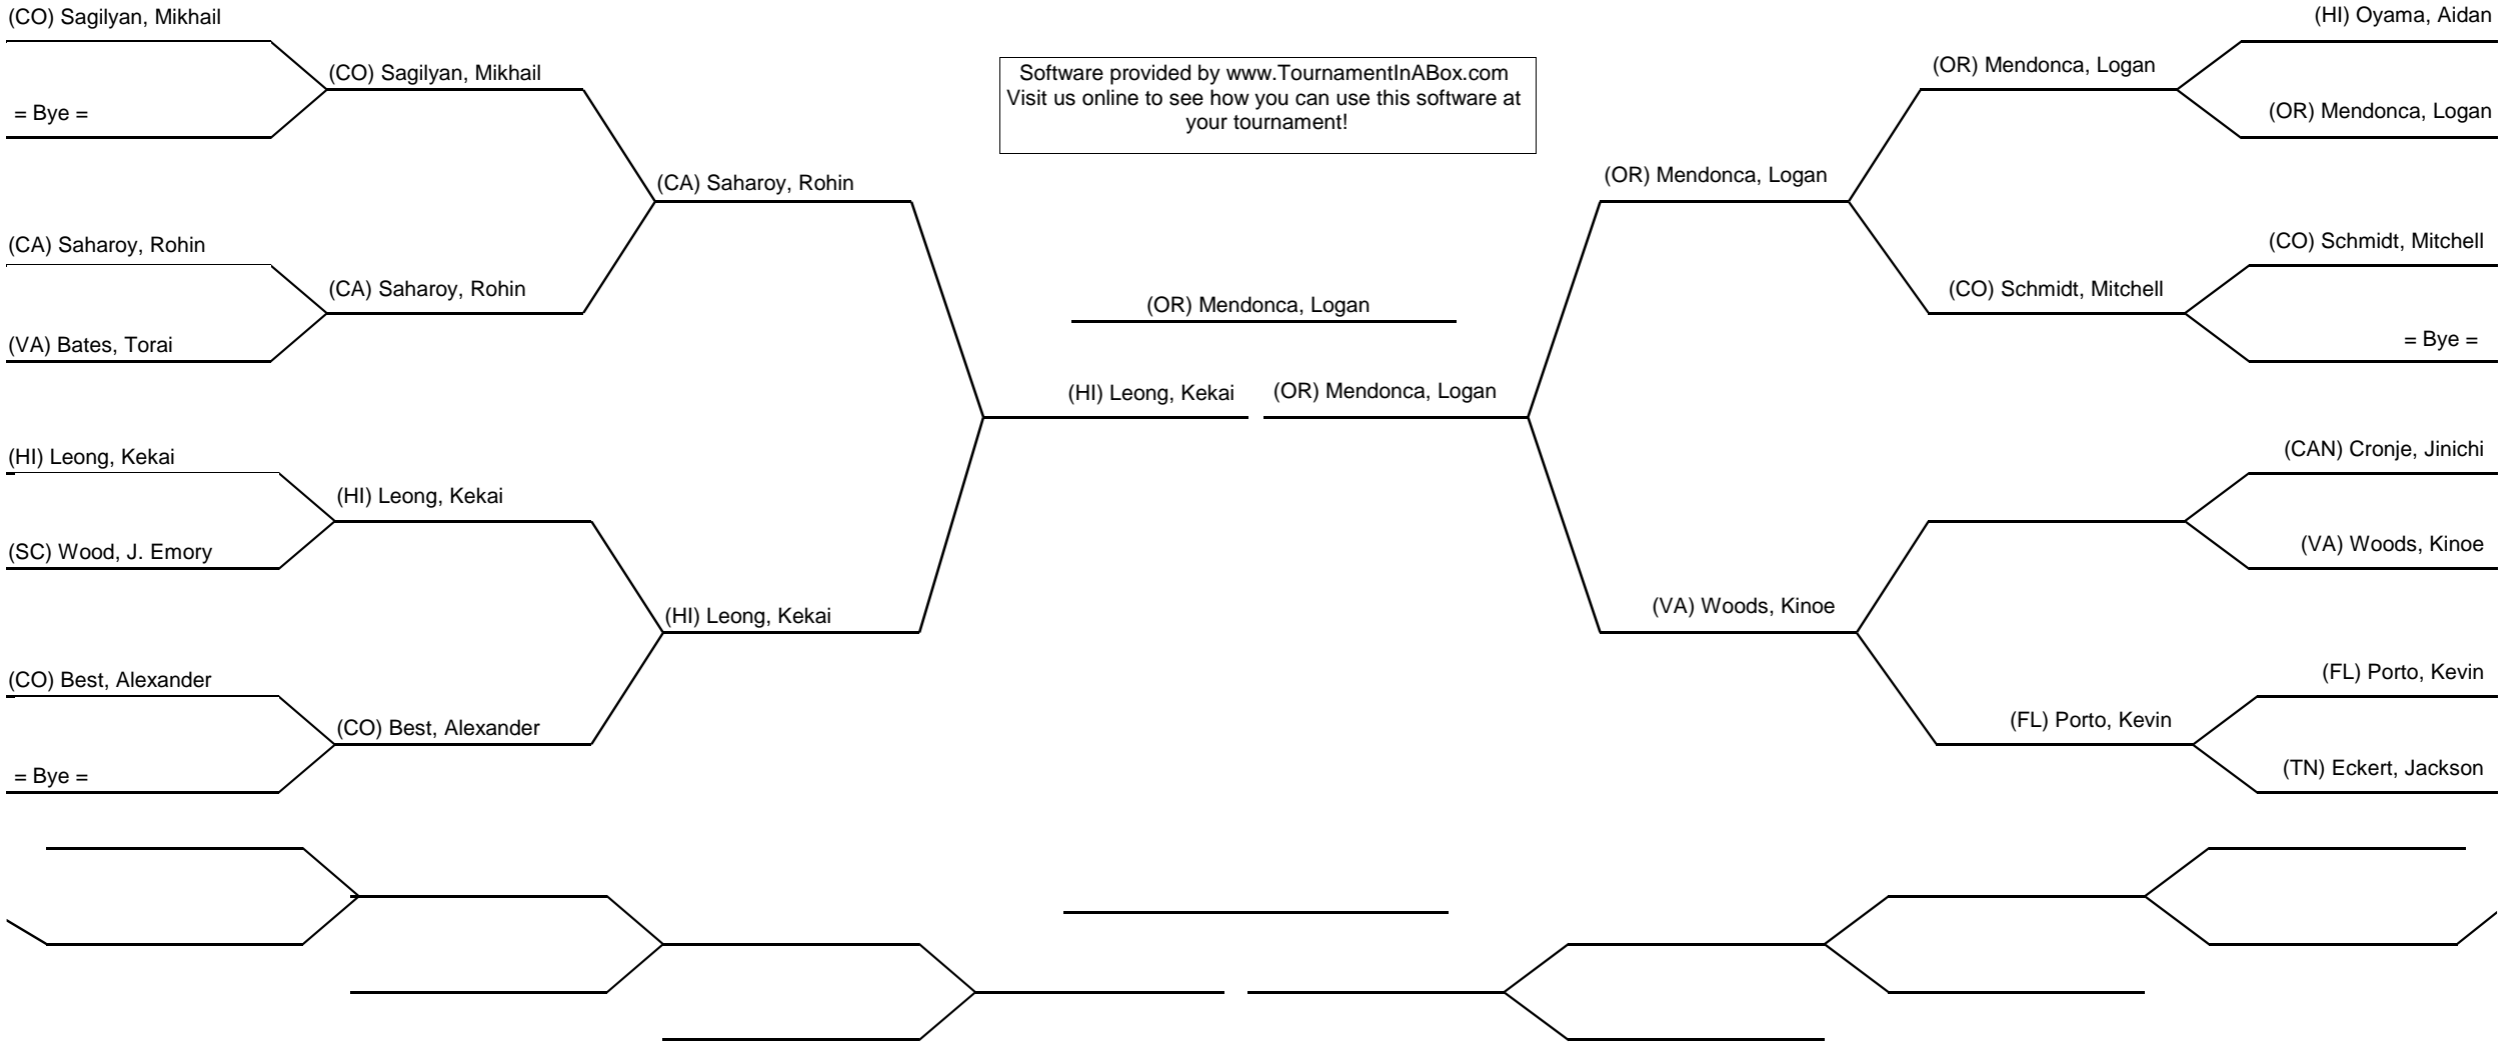 (CO) Sagilyan, Mikhail
= Bye =
(CA) Saharoy, Rohin
(VA) Bates, Torai
(HI) Leong, Kekai
(SC) Wood, J. Emory
(CO) Best, Alexander
= Bye =
(CO) Sagilyan, Mikhail
(CA) Saharoy, Rohin
(HI) Leong, Kekai
(CO) Best, Alexander
(CA) Saharoy, Rohin
(HI) Leong, Kekai
Software provided by www.TournamentInABox.com
Visit us online to see how you can use this software at
your tournament!
(OR) Mendonca, Logan
(HI) Leong, Kekai
(OR) Mendonca, Logan
(OR) Mendonca, Logan
(VA) Woods, Kinoe
(OR) Mendonca, Logan
(CO) Schmidt, Mitchell
(FL) Porto, Kevin
(HI) Oyama, Aidan
(OR) Mendonca, Logan
(CO) Schmidt, Mitchell
= Bye =
(CAN) Cronje, Jinichi
(VA) Woods, Kinoe
(FL) Porto, Kevin
(TN) Eckert, Jackson